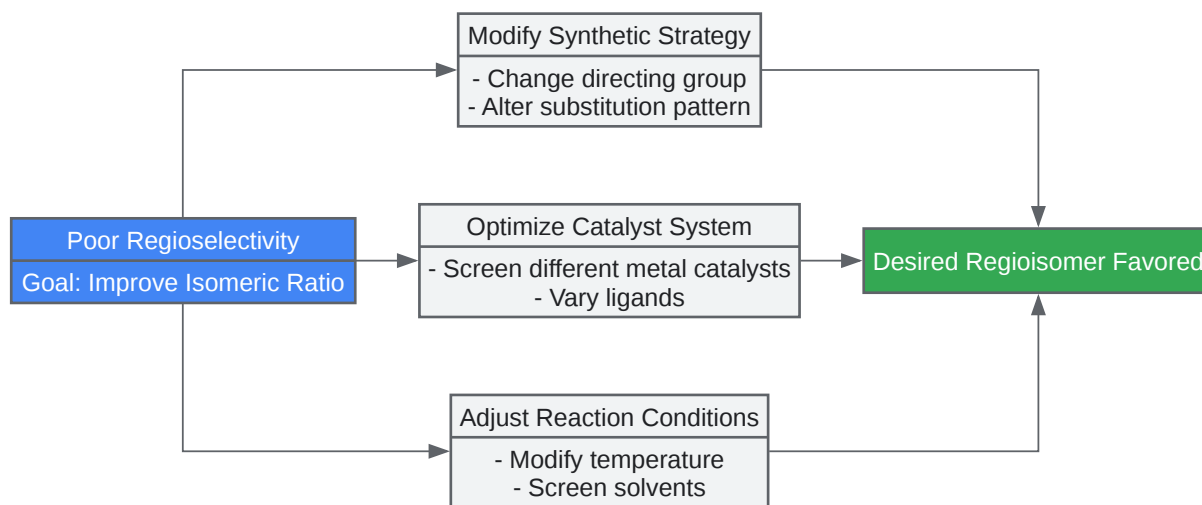 Modify Synthetic Strategy
- Change directing group
- Alter substitution pattern
Poor Regioselectivity
Goal: Improve Isomeric Ratio
Optimize Catalyst System
- Screen different metal catalysts
- Vary ligands
Desired Regioisomer Favored
Adjust Reaction Conditions
- Modify temperature
- Screen solvents